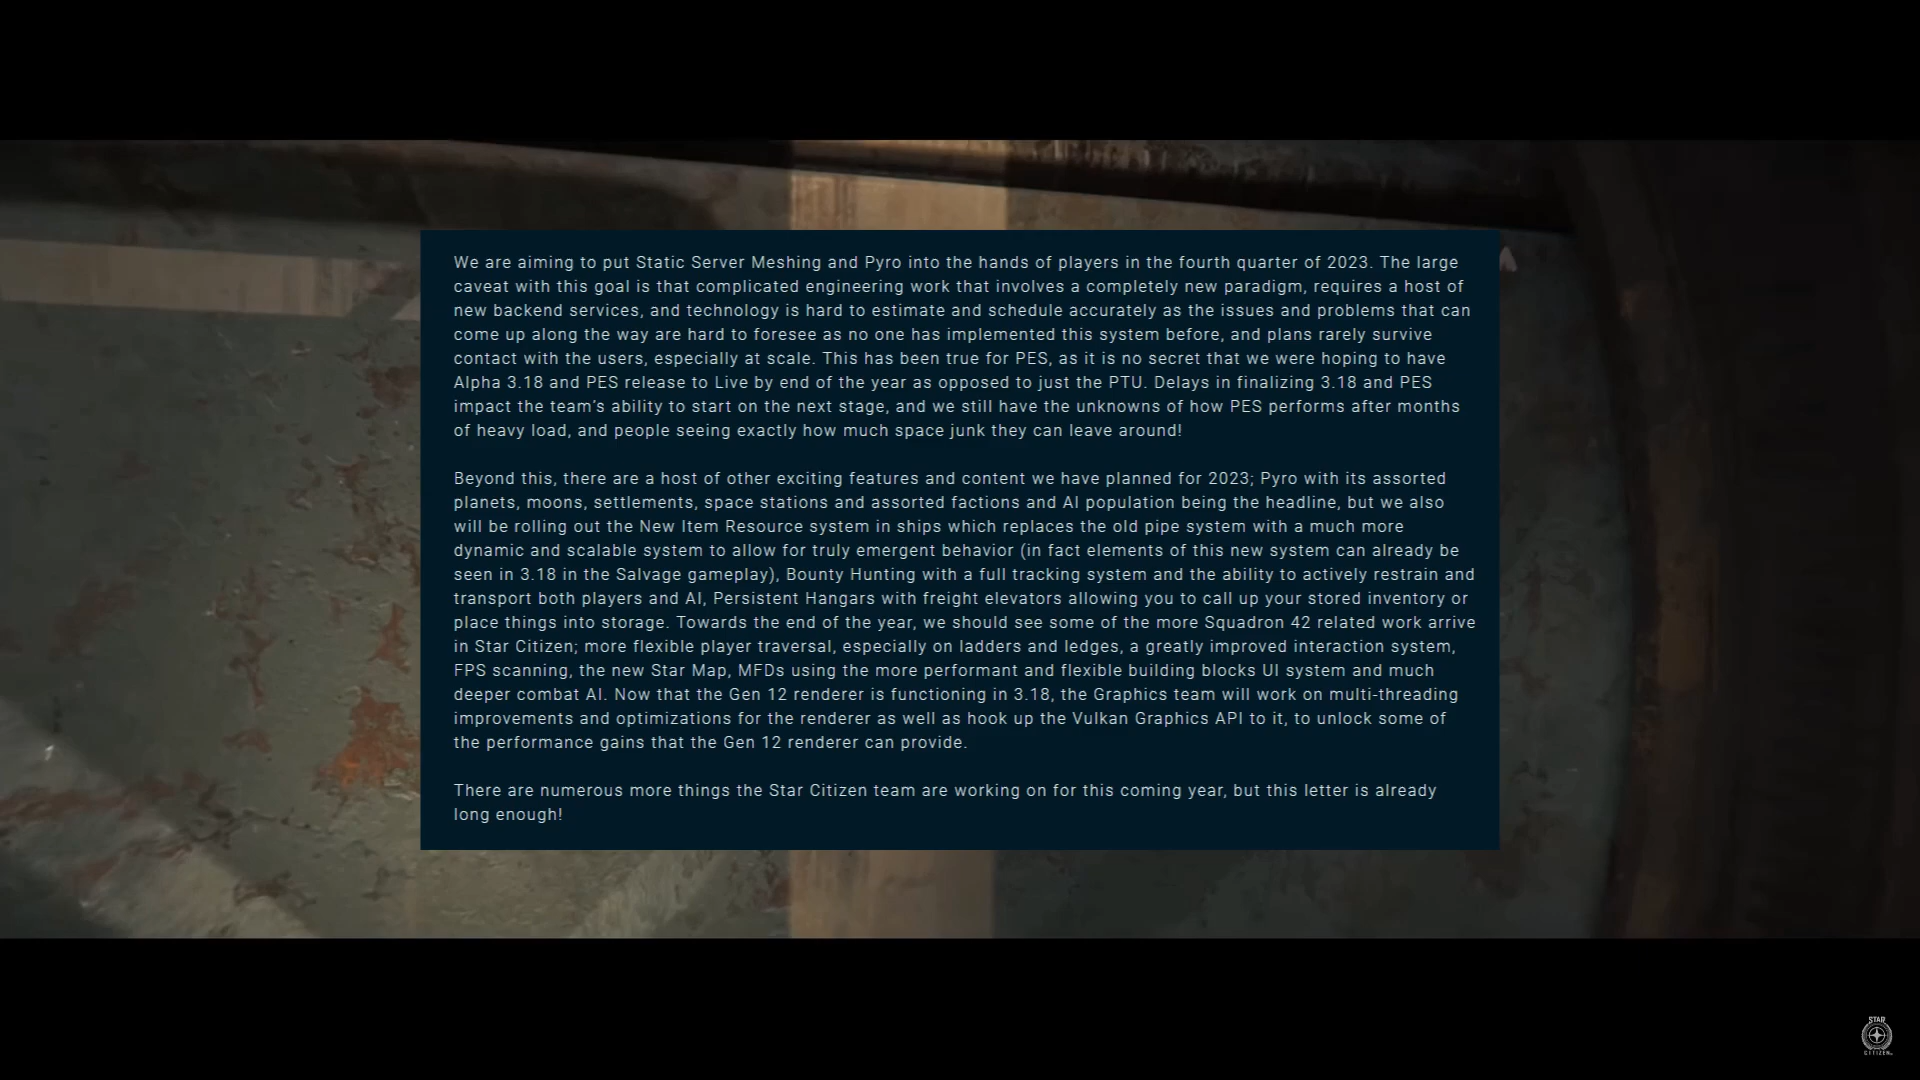 We are aiming to put Static Server Meshing and Pyro into the hands of players in the fourth quarter of 2023. The large
caveat with this goal is that complicated engineering work that involves a completely new paradigm, requires a host of
new backend services, and technology is hard to estimate and schedule accurately as the issues and problems that can
come up along the way are hard to foresee as no one has implemented this system before, and plans rarely survive
contact with the users, especially at scale. This has been true for PES, as it is no secret that we were hoping to have
Alpha 3.18 and PES release to Live by end of the year as opposed to just the PTU. Delays in finalizing 3.18 and PES
impact the team's ability to start on the next stage, and we still have the unknowns of how PES performs after months
of heavy load, and people seeing exactly how much space junk they can leave around!
Beyond this, there are a host of other exciting features and content we have planned for 2023; Pyro with its assorted
planets, moons, settlements, space stations and assorted factions and AI population being the headline, but we also
will be rolling out the New Item Resource system in ships which replaces the old pipe system with a much more
dynamic and scalable system to allow for truly emergent behavior (in fact elements of this new system can already be
seen in 3.18 in the Salvage gameplay), Bounty Hunting with a full tracking system and the ability to actively restrain and
transport both players and AI, Persistent Hangars with freight elevators allowing you to call up your stored inventory or
place things into storage. Towards the end of the year, we should see some of the more Squadron 42 related work arrive
in Star Citizen; more flexible player traversal, especially on ladders and ledges, a greatly improved interaction system,
FPS scanning, the new Star Map, MFDs using the more performant and flexible building blocks UI system and much
deeper combat AI. Now that the Gen 12 renderer is functioning in 3.18, the Graphics team will work on multi-threading
improvements and optimizations for the renderer as well as hook up the Vulkan Graphics API to it, to unlock some of
the performance gains that the Gen 12 renderer can provide.
There are numerous more things the Star Citizen team are working on for this coming year, but this letter is already
long enough!
STAR
CITIZEN